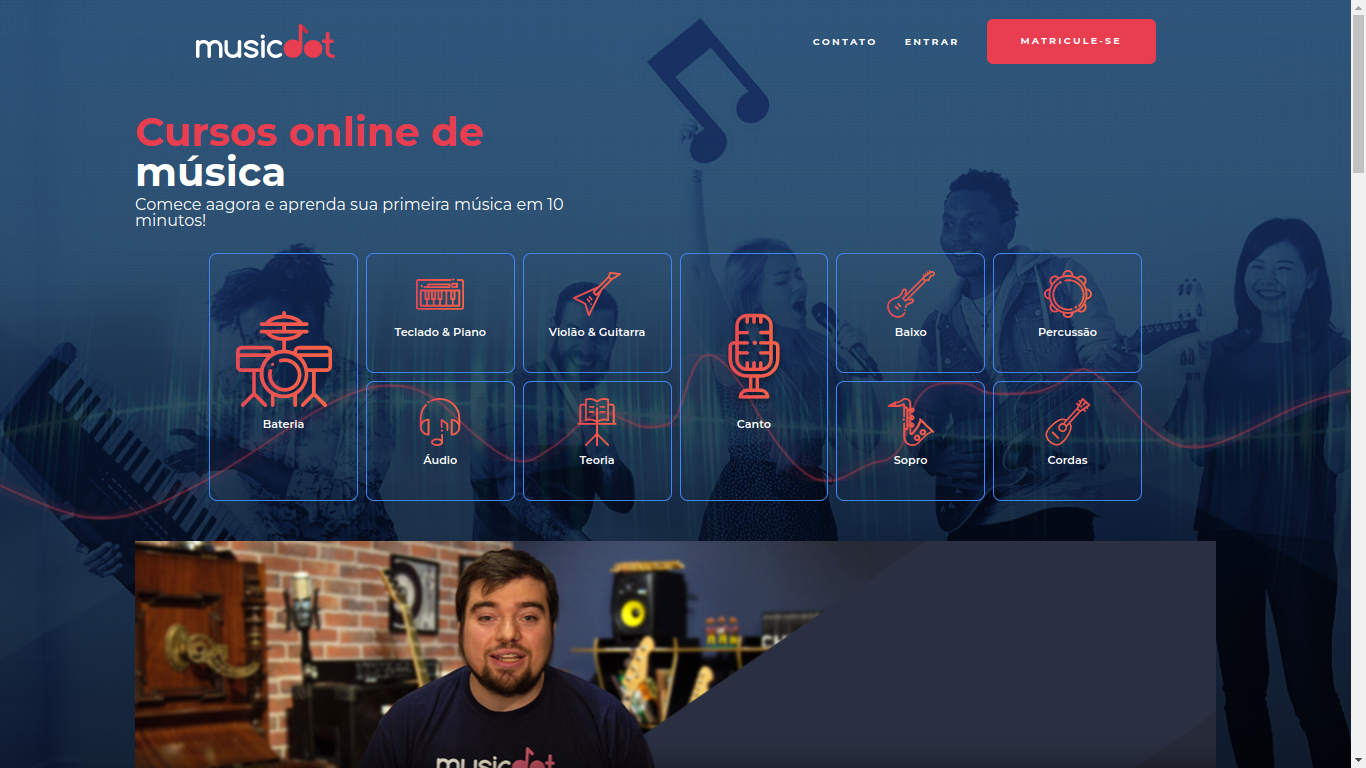 musicdot
CONTATO
ENTRAR
MATRICULE-SE
Cursos online de
música
Comece aagora e aprenda sua primeira música em 10
minutos!
Bateria
Teclado & Piano
Violão & Guitarra
Canto
Baixo
Percussão
Áudio
Teoria
Sopro
Cordas
musicdot